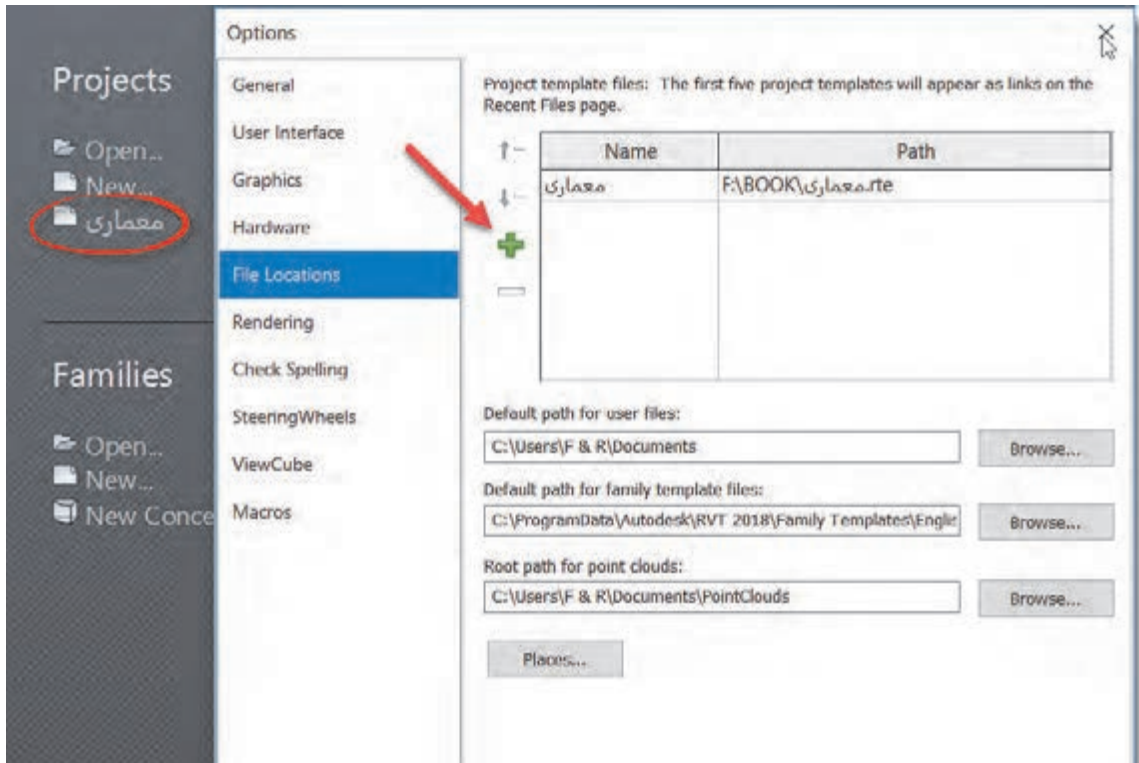 Projects
Open...
New...
معماری
Families
Open...
New...
New Conce
Options
General
User Interface
Graphics
Hardware
File Locations
Rendering
Check Spelling
SteeringWheels
ViewCube
Macros
Project template files: The first five project templates will appear as links on the
Recent Files page.
Name Path
معماری F:\BOOK\معماری.rte
Default path for user files:
C:\Users\F & R\Documents Browse...
Default path for family template files:
C:\ProgramData\Autodesk\RVT 2018\Family Templates\Englis Browse...
Root path for point clouds:
C:\Users\F & R\Documents\PointClouds Browse...
Places...